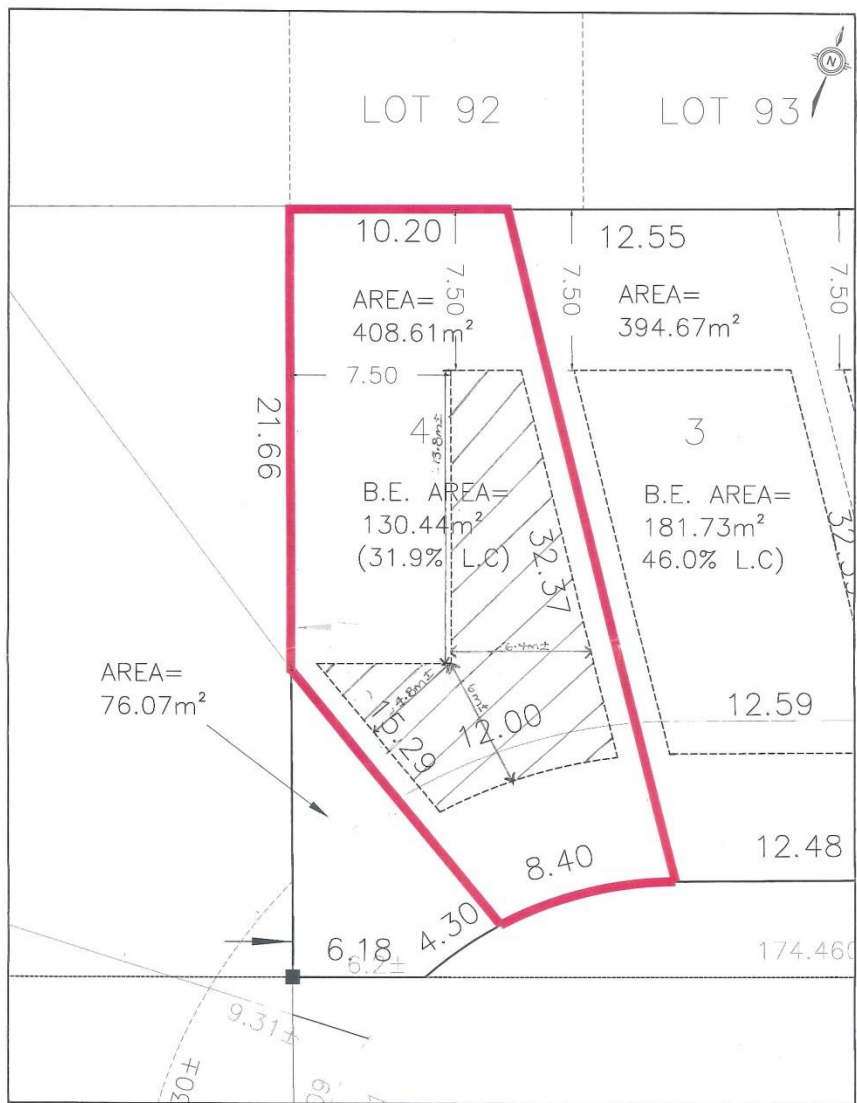 N
LOT 92
LOT 93
10.20
12.55
7.50
7.50
7.50
AREA=
408.61m²
AREA=
394.67m²
7.50
21.66
4
13.8m±
3
B.E. AREA=
130.44m²
(31.9% L.C)
B.E. AREA=
181.73m²
46.0% L.C)
32.37
6.4m±
AREA=
76.07m²
4.8m±
6m±
15.29
12.00
12.59
8.40
12.48
4.30
6.18
6.2±
174.460
9.31±
30±